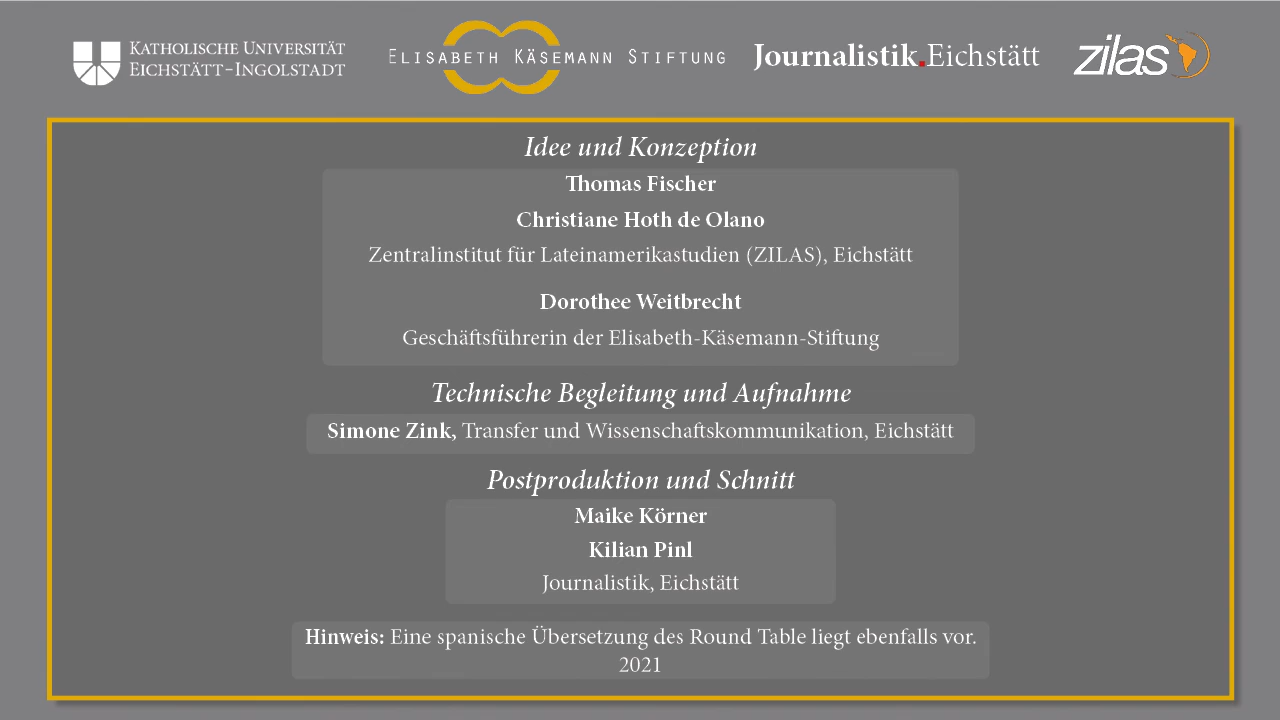 KATHOLISCHE UNIVERSITÄT
EICHSTÄTT-INGOLSTADT
ELISABETH KÄSEMANN STIFTUNG
Journalistik.Eichstätt
zilas
Idee und Konzeption
Thomas Fischer
Christiane Hoth de Olano
Zentralinstitut für Lateinamerikastudien (ZILAS), Eichstätt
Dorothee Weitbrecht
Geschäftsführerin der Elisabeth-Käsemann-Stiftung
Technische Begleitung und Aufnahme
Simone Zink, Transfer und Wissenschaftskommunikation, Eichstätt
Postproduktion und Schnitt
Maike Körner
Kilian Pinl
Journalistik, Eichstätt
Hinweis: Eine spanische Übersetzung des Round Table liegt ebenfalls vor.
2021